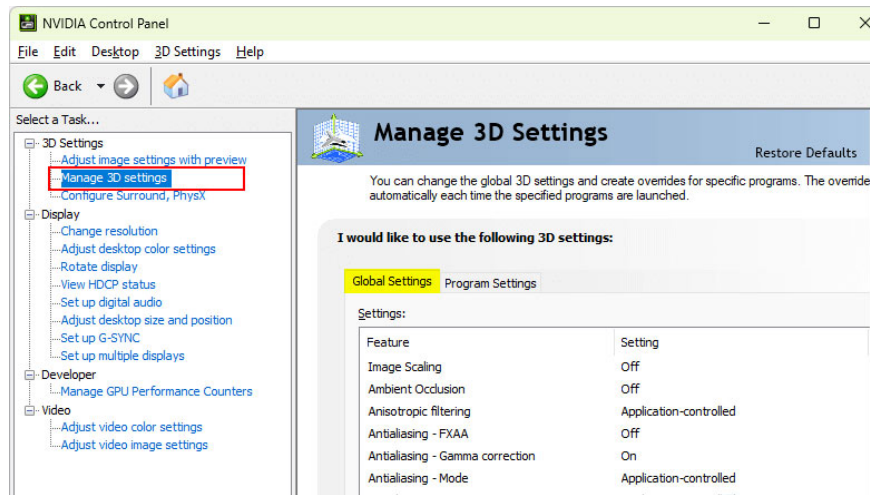 NVIDIA Control Panel
File Edit Desktop 3D Settings Help
Back
Select a Task...
3D Settings
Adjust image settings with preview
Manage 3D settings
Configure Surround, PhysX
Display
Change resolution
Adjust desktop color settings
Rotate display
View HDCP status
Set up digital audio
Adjust desktop size and position
Set up G-SYNC
Set up multiple displays
Developer
Manage GPU Performance Counters
Video
Adjust video color settings
Adjust video image settings
Manage 3D Settings
Restore Defaults
You can change the global 3D settings and create overrides for specific programs. The override
automatically each time the specified programs are launched.
I would like to use the following 3D settings:
Global Settings Program Settings
Settings:
Feature Setting
Image Scaling Off
Ambient Occlusion Off
Anisotropic filtering Application-controlled
Antialiasing - FXAA Off
Antialiasing - Gamma correction On
Antialiasing - Mode Application-controlled